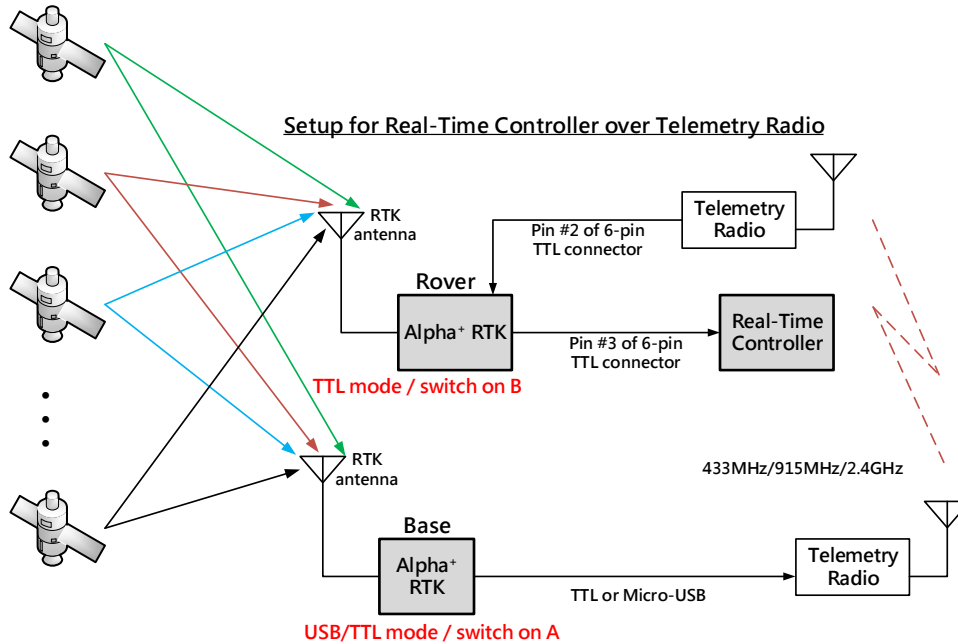 Setup for Real-Time Controller over Telemetry Radio
RTK
antenna
Pin #2 of 6-pin
TTL connector
Telemetry
Radio
Rover
Alpha⁺ RTK
Pin #3 of 6-pin
TTL connector
Real-Time
Controller
TTL mode / switch on B
RTK
antenna
433MHz/915MHz/2.4GHz
Base
Alpha⁺
RTK
TTL or Micro-USB
Telemetry
Radio
USB/TTL mode / switch on A